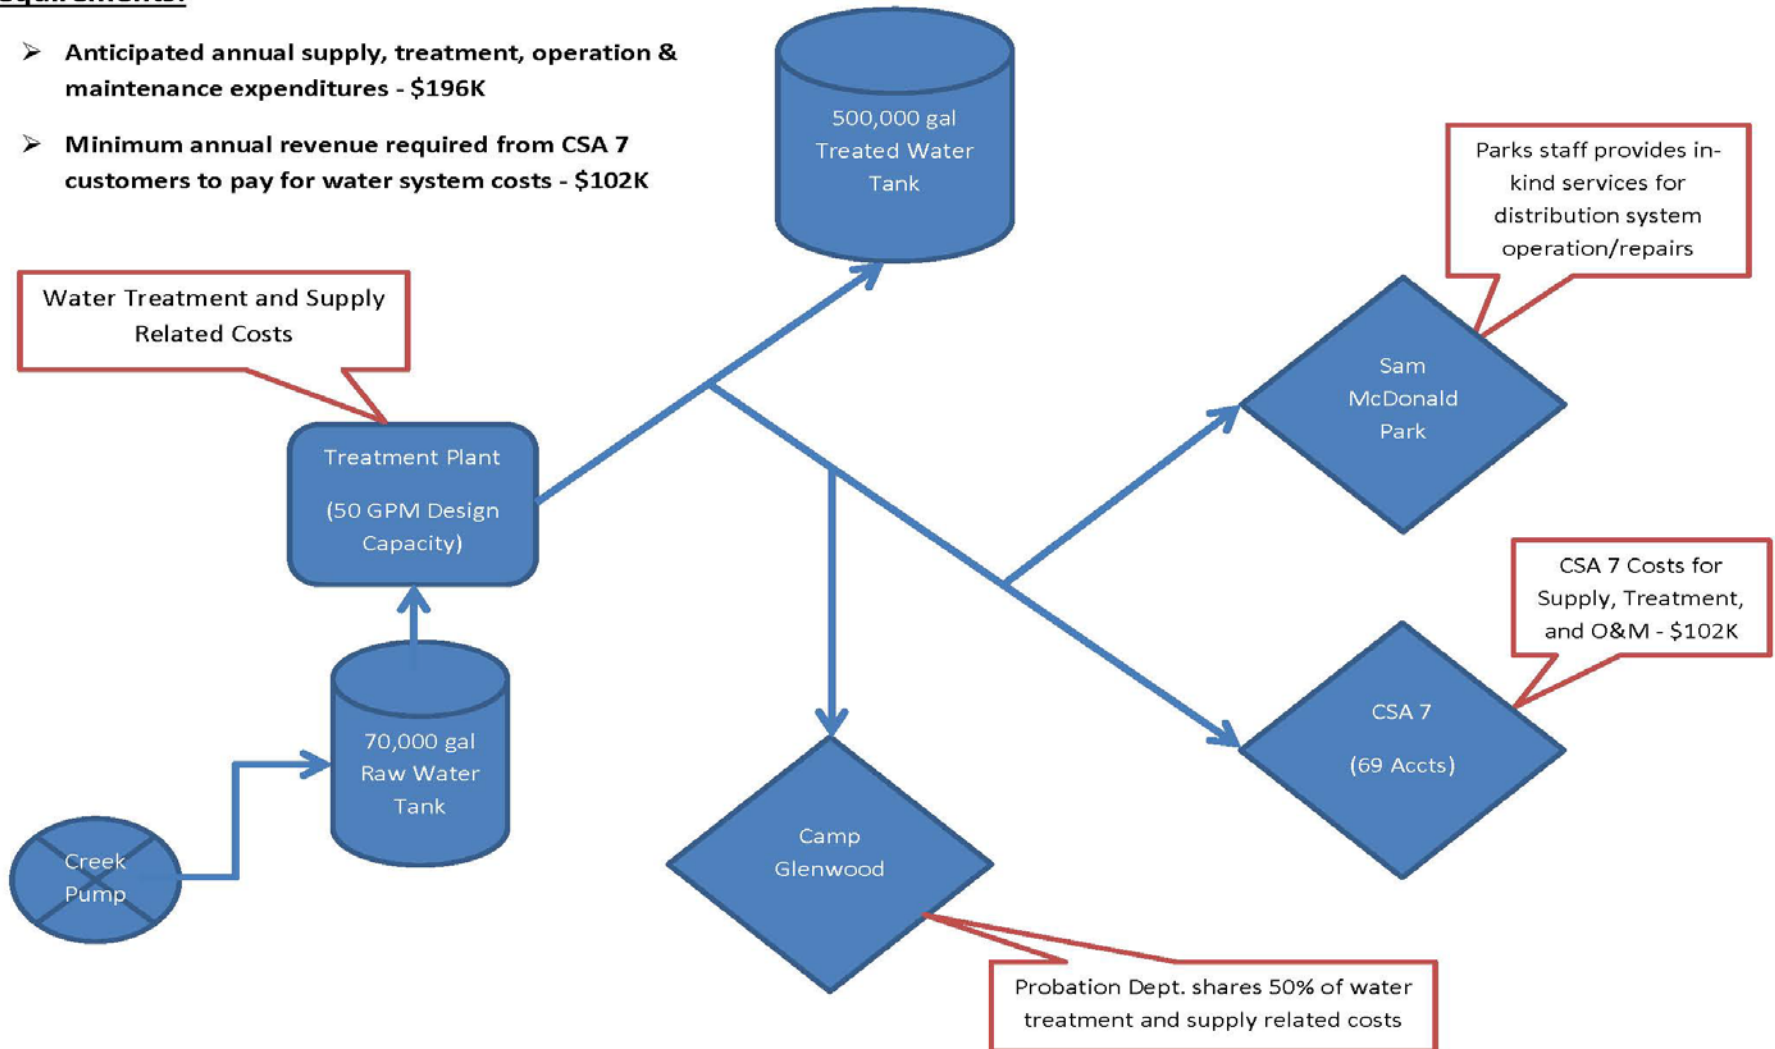 ➢ Anticipated annual supply, treatment, operation &
maintenance expenditures - $196K
➢ Minimum annual revenue required from CSA 7
customers to pay for water system costs - $102K
500,000 gal
Treated Water
Tank
Parks staff provides in-
kind services for
distribution system
operation/repairs
Water Treatment and Supply
Related Costs
Sam
McDonald
Park
Treatment Plant
(50 GPM Design
Capacity)
CSA 7 Costs for
Supply, Treatment,
and O&M - $102K
70,000 gal
Raw Water
Tank
CSA 7
(69 Accts)
Creek
Pump
Camp
Glenwood
Probation Dept. shares 50% of water
treatment and supply related costs